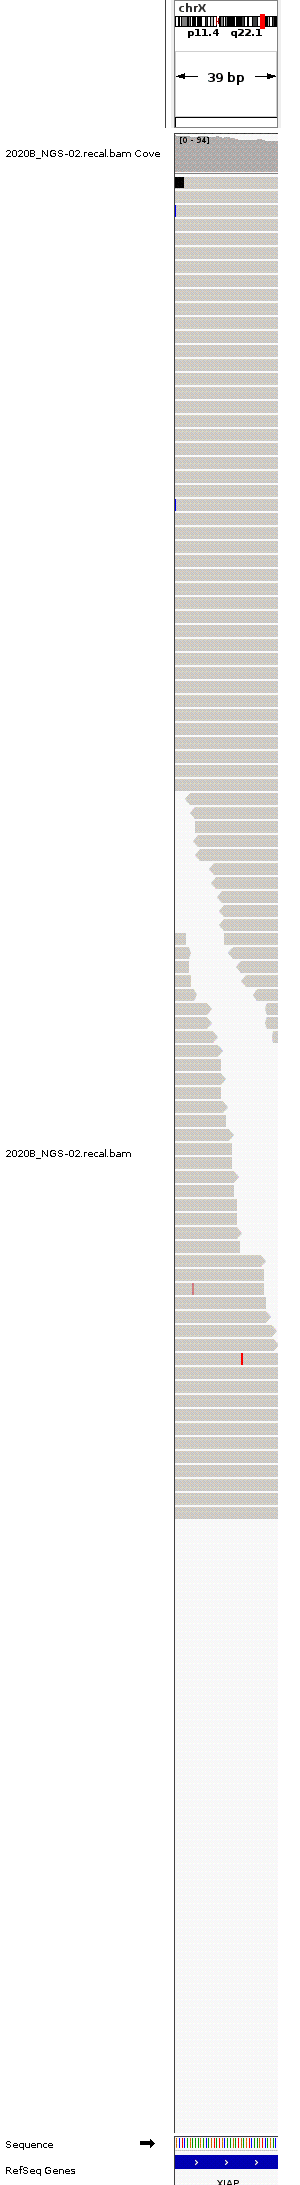 chrX
p11.4 q22.1
39 bp
[0 - 94]
2020B_NGS-02.recal.bam Cove
2020B_NGS-02.recal.bam
Sequence
RefSeq Genes
XIAP